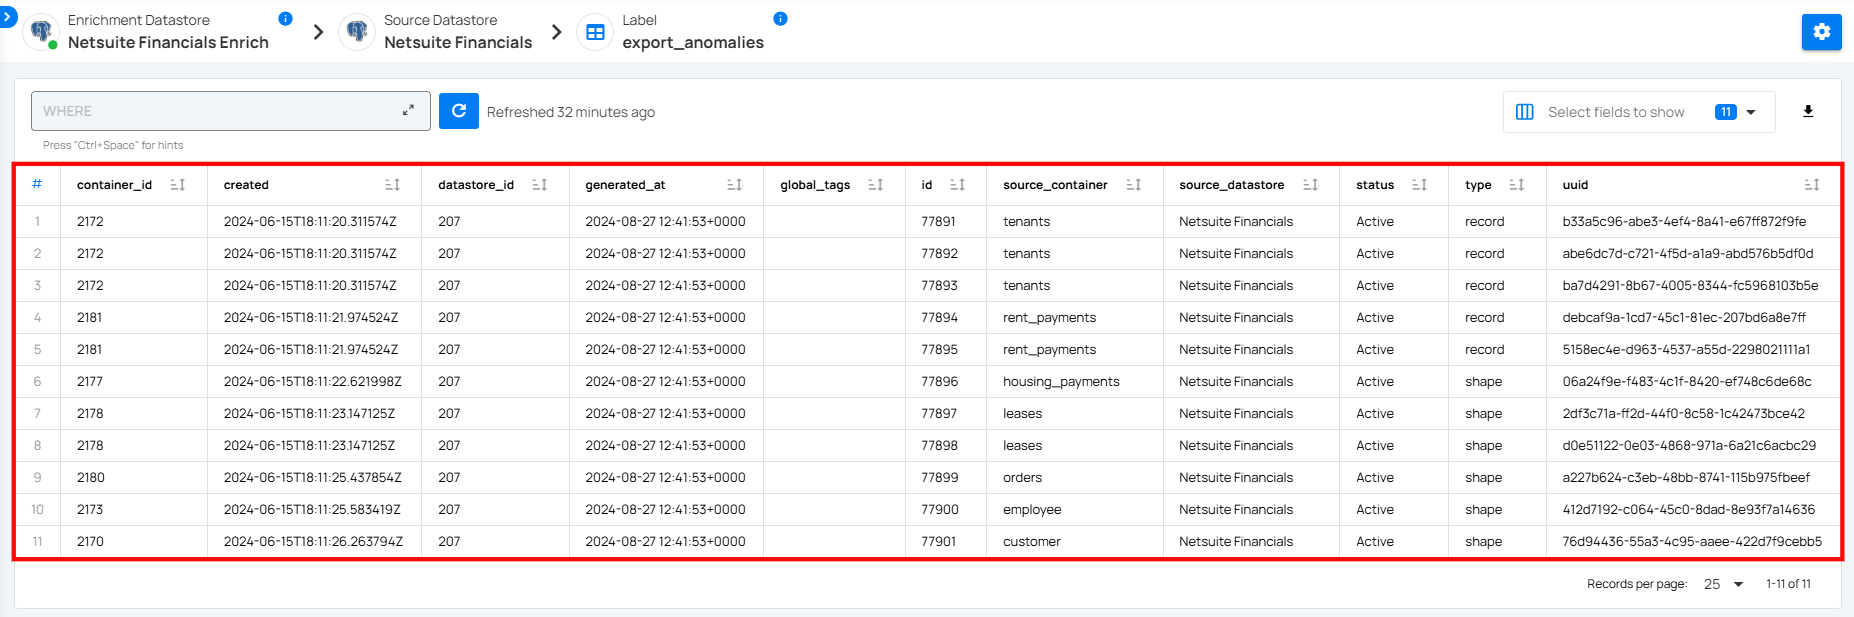 Enrichment Datastore
Netsuite Financials Enrich
Source Datastore
Netsuite Financials
Label
export_anomalies
WHERE
Refreshed 32 minutes ago
Select fields to show 11
Press "Ctrl+Space" for hints
# container_id created datastore_id generated_at global_tags id source_container source_datastore status type uuid
1 2172 2024-06-15T18:11:20.311574Z 207 2024-08-27 12:41:53+0000 77891 tenants Netsuite Financials Active record b33a5c96-abe3-4ef4-8a41-e67ff872f9fe
2 2172 2024-06-15T18:11:20.311574Z 207 2024-08-27 12:41:53+0000 77892 tenants Netsuite Financials Active record abe6dc7d-c721-4f5d-a1a9-abd576b5df0d
3 2172 2024-06-15T18:11:20.311574Z 207 2024-08-27 12:41:53+0000 77893 tenants Netsuite Financials Active record ba7d4291-8b67-4005-8344-fc5968103b5e
4 2181 2024-06-15T18:11:21.974524Z 207 2024-08-27 12:41:53+0000 77894 rent_payments Netsuite Financials Active record debcaf9a-1cd7-45c1-81ec-207bd6a8e7ff
5 2181 2024-06-15T18:11:21.974524Z 207 2024-08-27 12:41:53+0000 77895 rent_payments Netsuite Financials Active record 5158ec4e-d963-4537-a55d-2298021111a1
6 2177 2024-06-15T18:11:22.621998Z 207 2024-08-27 12:41:53+0000 77896 housing_payments Netsuite Financials Active shape 06a24f9e-f483-4c1f-8420-ef748c6de68c
7 2178 2024-06-15T18:11:23.147125Z 207 2024-08-27 12:41:53+0000 77897 leases Netsuite Financials Active shape 2df3c71a-ff2d-44f0-8c58-1c42473bce42
8 2178 2024-06-15T18:11:23.147125Z 207 2024-08-27 12:41:53+0000 77898 leases Netsuite Financials Active shape d0e51122-0e03-4868-971a-6a21c6acbc29
9 2180 2024-06-15T18:11:25.437854Z 207 2024-08-27 12:41:53+0000 77899 orders Netsuite Financials Active shape a227b624-c3eb-48bb-8741-115b975fbeef
10 2173 2024-06-15T18:11:25.583419Z 207 2024-08-27 12:41:53+0000 77900 employee Netsuite Financials Active shape 412d7192-c064-45c0-8dad-8e93f7a14636
11 2170 2024-06-15T18:11:26.263794Z 207 2024-08-27 12:41:53+0000 77901 customer Netsuite Financials Active shape 76d94436-55a3-4c95-aaee-422d7f9cebb5
Records per page: 25 1-11 of 11